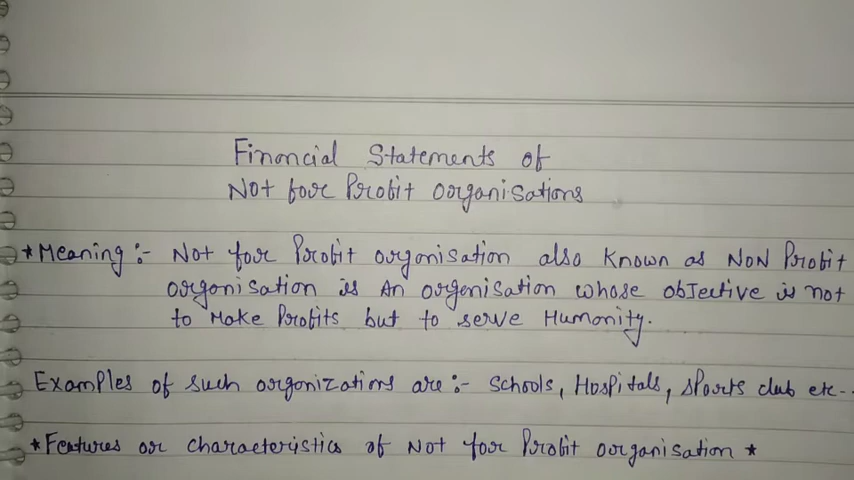 Financial Statements of
Not for Profit organisations
*Meaning:- Not for Profit organisation also known as NON Profit
organisation is An organisation whose objective is not
to Make Profits but to serve Humanity.
Examples of such organizations are:- Schools, Hospitals, sports club etc..
*Features or characteristics of Not for Profit organisation *